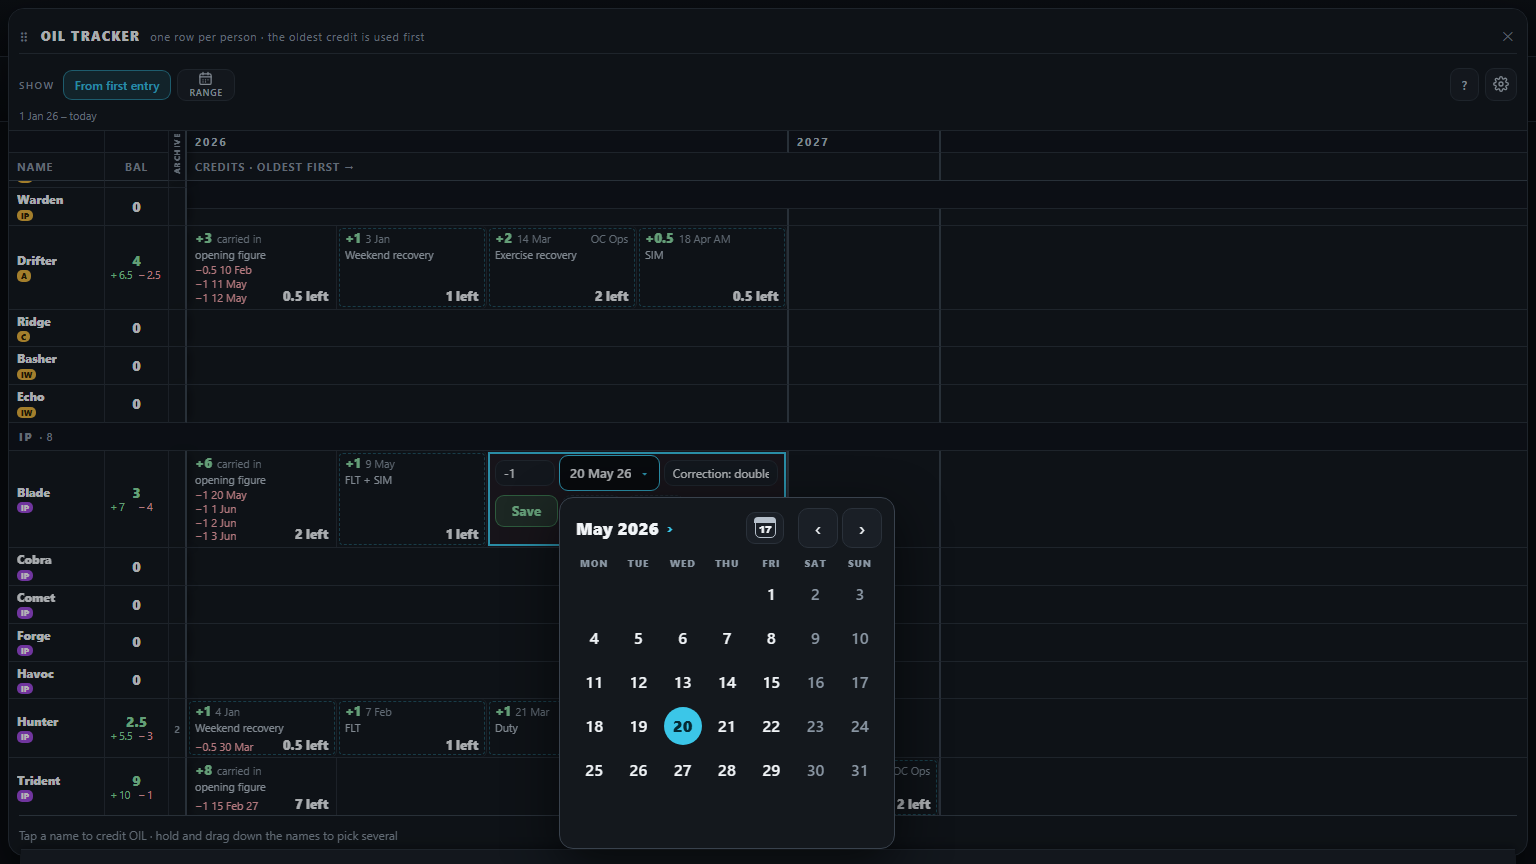 OIL TRACKER one row per person · the oldest credit is used first
SHOW From first entry RANGE ?
1 Jan 26 – today
NAME BAL ARCHIVE 2026 2027
CREDITS · OLDEST FIRST →
Warden 0
IP
Drifter 4
A +6.5 −2.5
+3 carried in
opening figure
−0.5 10 Feb
−1 11 May
−1 12 May 0.5 left
+1 3 Jan
Weekend recovery
1 left
+2 14 Mar OC Ops
Exercise recovery
2 left
+0.5 18 Apr AM
SIM
0.5 left
Ridge 0
C
Basher 0
IW
Echo 0
IW
IP · 8
Blade 3
IP +7 −4
+6 carried in
opening figure
−1 20 May
−1 1 Jun
−1 2 Jun
−1 3 Jun 2 left
+1 9 May
FLT + SIM
1 left
-1 20 May 26 Correction: double
Save
May 2026 › 17 ‹ ›
MON TUE WED THU FRI SAT SUN
1 2 3
4 5 6 7 8 9 10
11 12 13 14 15 16 17
18 19 20 21 22 23 24
25 26 27 28 29 30 31
Cobra 0
IP
Comet 0
IP
Forge 0
IP
Havoc 0
IP
Hunter 2.5 2
IP +5.5 −3
+1 4 Jan
Weekend recovery
−0.5 30 Mar 0.5 left
+1 7 Feb
FLT
1 left
+1 21 Mar
Duty
Trident 9
IP +10 −1
+8 carried in
opening figure
−1 15 Feb 27 7 left
OC Ops
2 left
Tap a name to credit OIL · hold and drag down the names to pick several